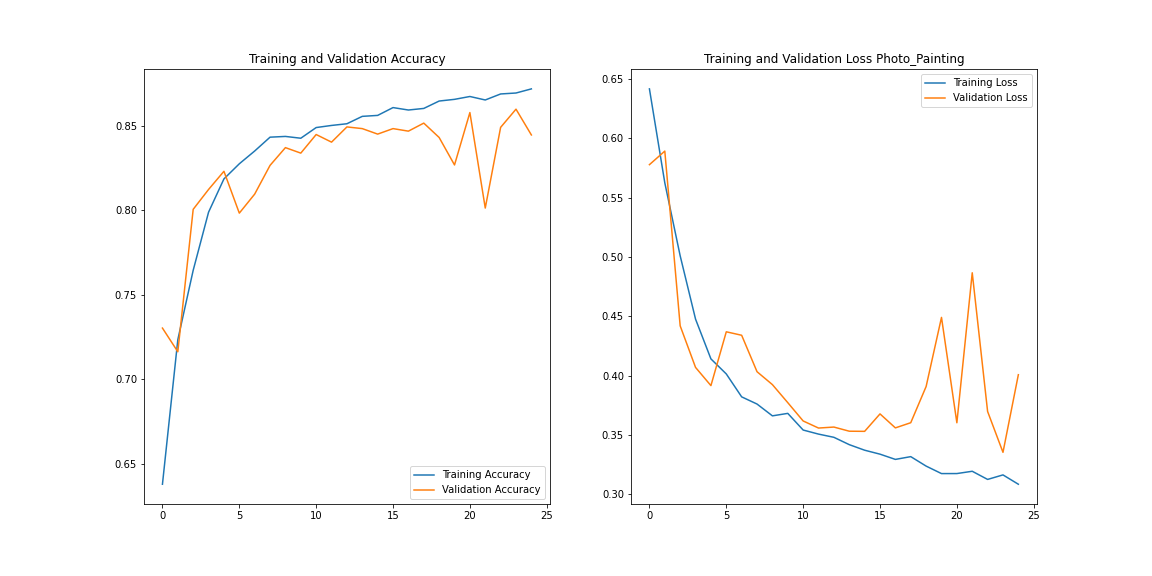 Training and Validation Accuracy
0.85
0.80
0.75
0.70
0.65
Training Accuracy
Validation Accuracy
0 5 10 15 20 25
Training and Validation Loss Photo_Painting
Training Loss
Validation Loss
0.65
0.60
0.55
0.50
0.45
0.40
0.35
0.30
0 5 10 15 20 25